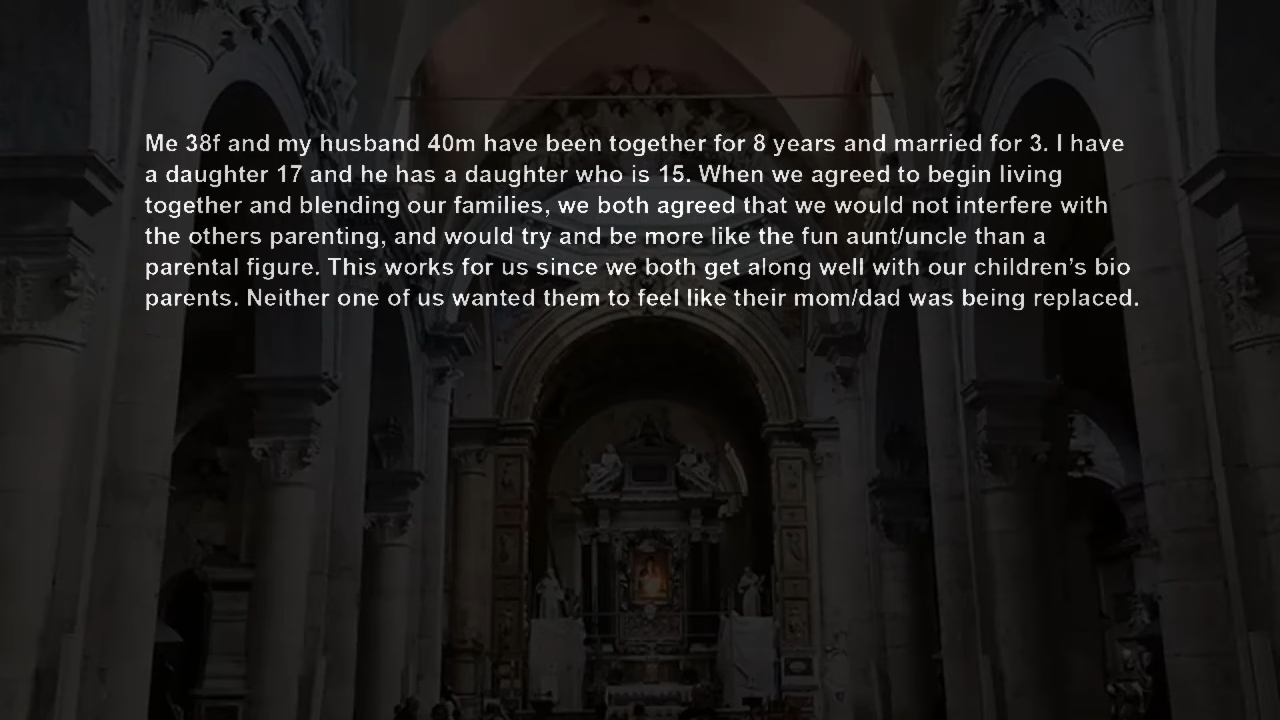 Me 38f and my husband 40m have been together for 8 years and married for 3. I have
a daughter 17 and he has a daughter who is 15. When we agreed to begin living
together and blending our families, we both agreed that we would not interfere with
the others parenting, and would try and be more like the fun aunt/uncle than a
parental figure. This works for us since we both get along well with our children’s bio
parents. Neither one of us wanted them to feel like their mom/dad was being replaced.